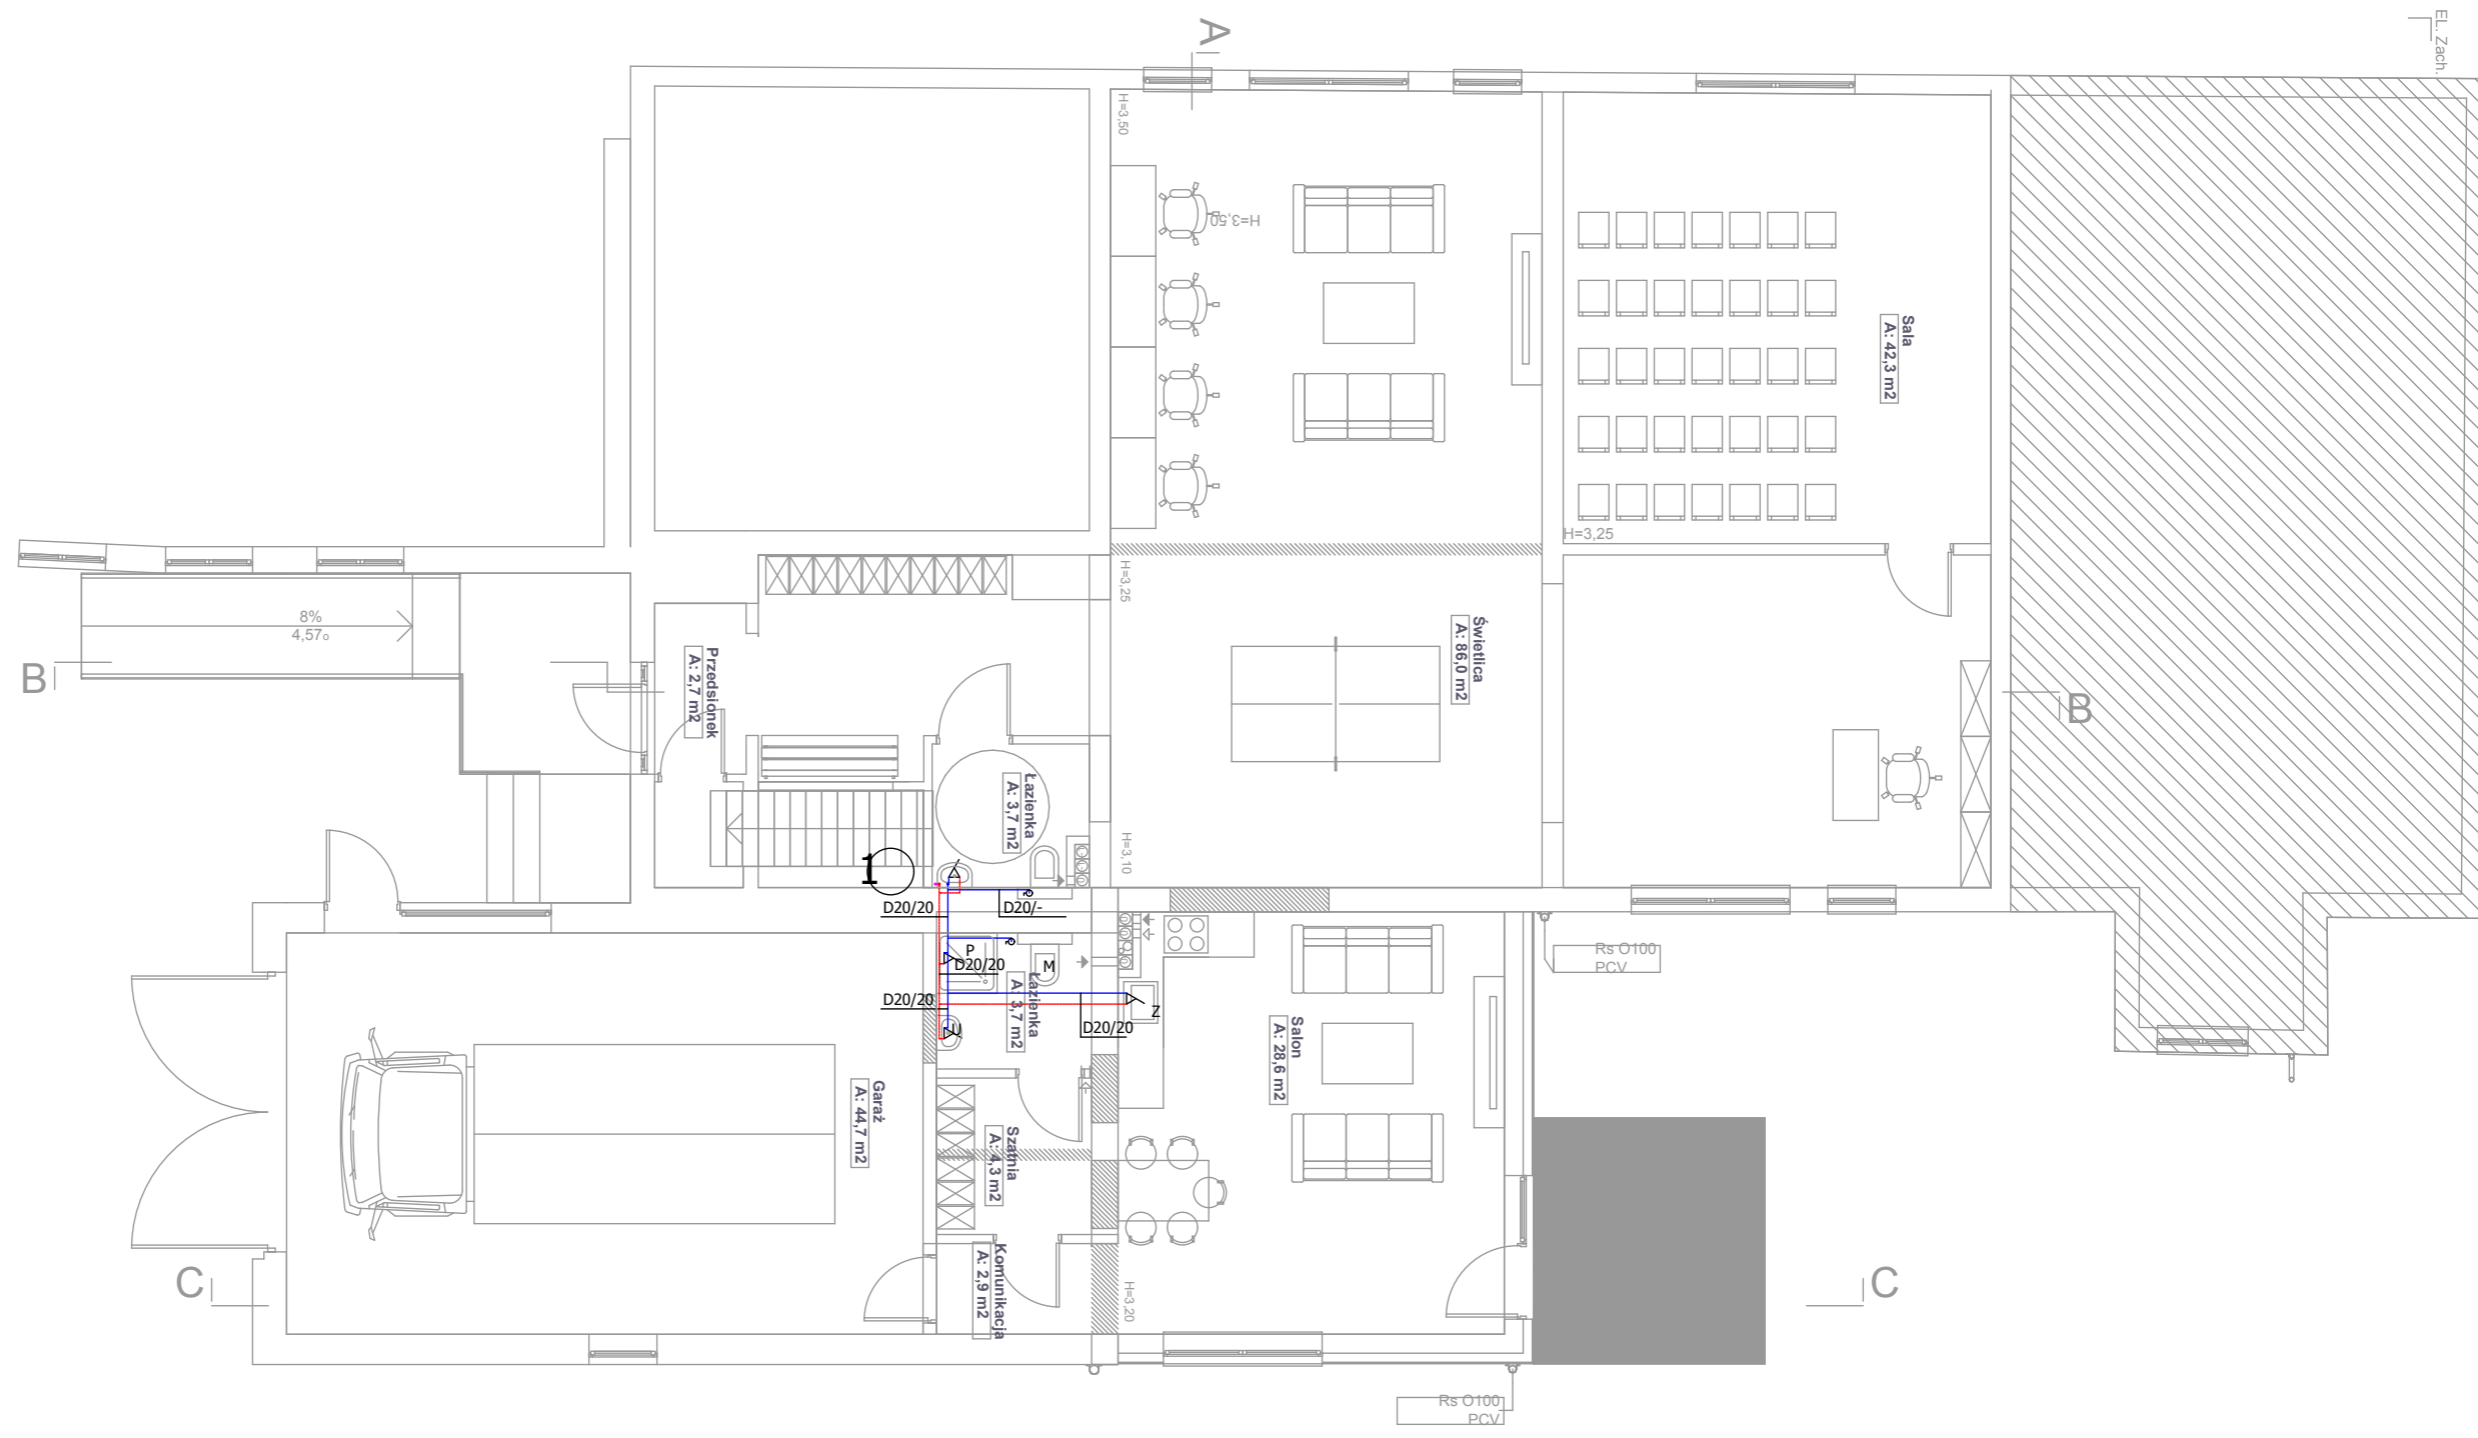 A
EL. Zach.
H=3,50
H=3,50
Sala
A: 42,3 m2
H=3,25
H=3,25
8%
4,57o
Świetlica
A: 86,0 m2
B
Przedsionek
A: 2,7 m2
B
Łazienka
A: 3,7 m2
H=3,10
1
D20/20
D20/-
P
D20/20
M
Rs O100
PCV
D20/20
Łazienka
A: 3,7 m2
Z
U
D20/20
Salon
A: 28,6 m2
Garaż
A: 44,7 m2
Szatnia
A: 4,3 m2
Komunikacja
A: 2,9 m2
C
H=3,20
C
Rs O100
PCV